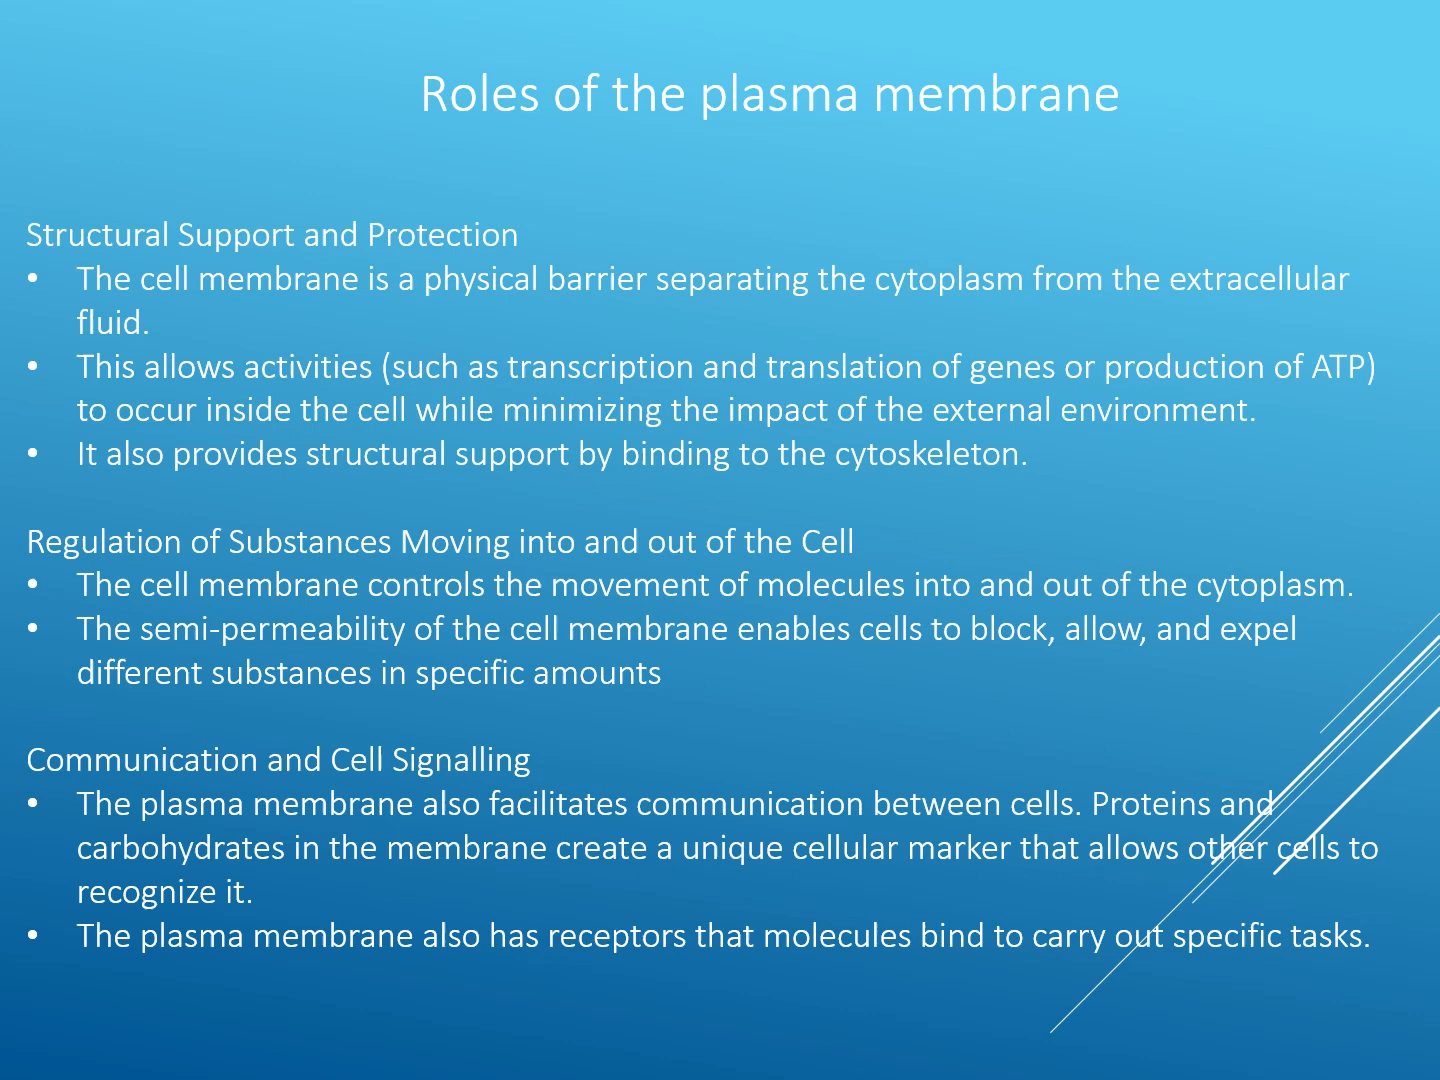 Roles of the plasma membrane
Structural Support and Protection
• The cell membrane is a physical barrier separating the cytoplasm from the extracellular
fluid.
• This allows activities (such as transcription and translation of genes or production of ATP)
to occur inside the cell while minimizing the impact of the external environment.
• It also provides structural support by binding to the cytoskeleton.
Regulation of Substances Moving into and out of the Cell
• The cell membrane controls the movement of molecules into and out of the cytoplasm.
• The semi-permeability of the cell membrane enables cells to block, allow, and expel
different substances in specific amounts
Communication and Cell Signalling
• The plasma membrane also facilitates communication between cells. Proteins and
carbohydrates in the membrane create a unique cellular marker that allows other cells to
recognize it.
• The plasma membrane also has receptors that molecules bind to carry out specific tasks.